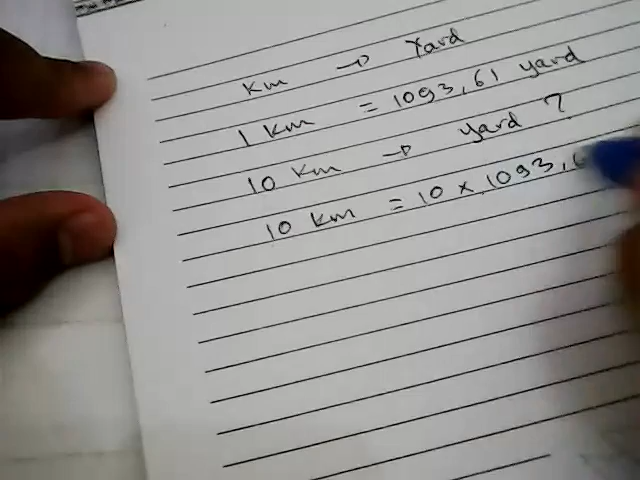 km → Yard
1 km = 1093,61 yard
10 km → yard ?
10 km = 10 × 1093,6